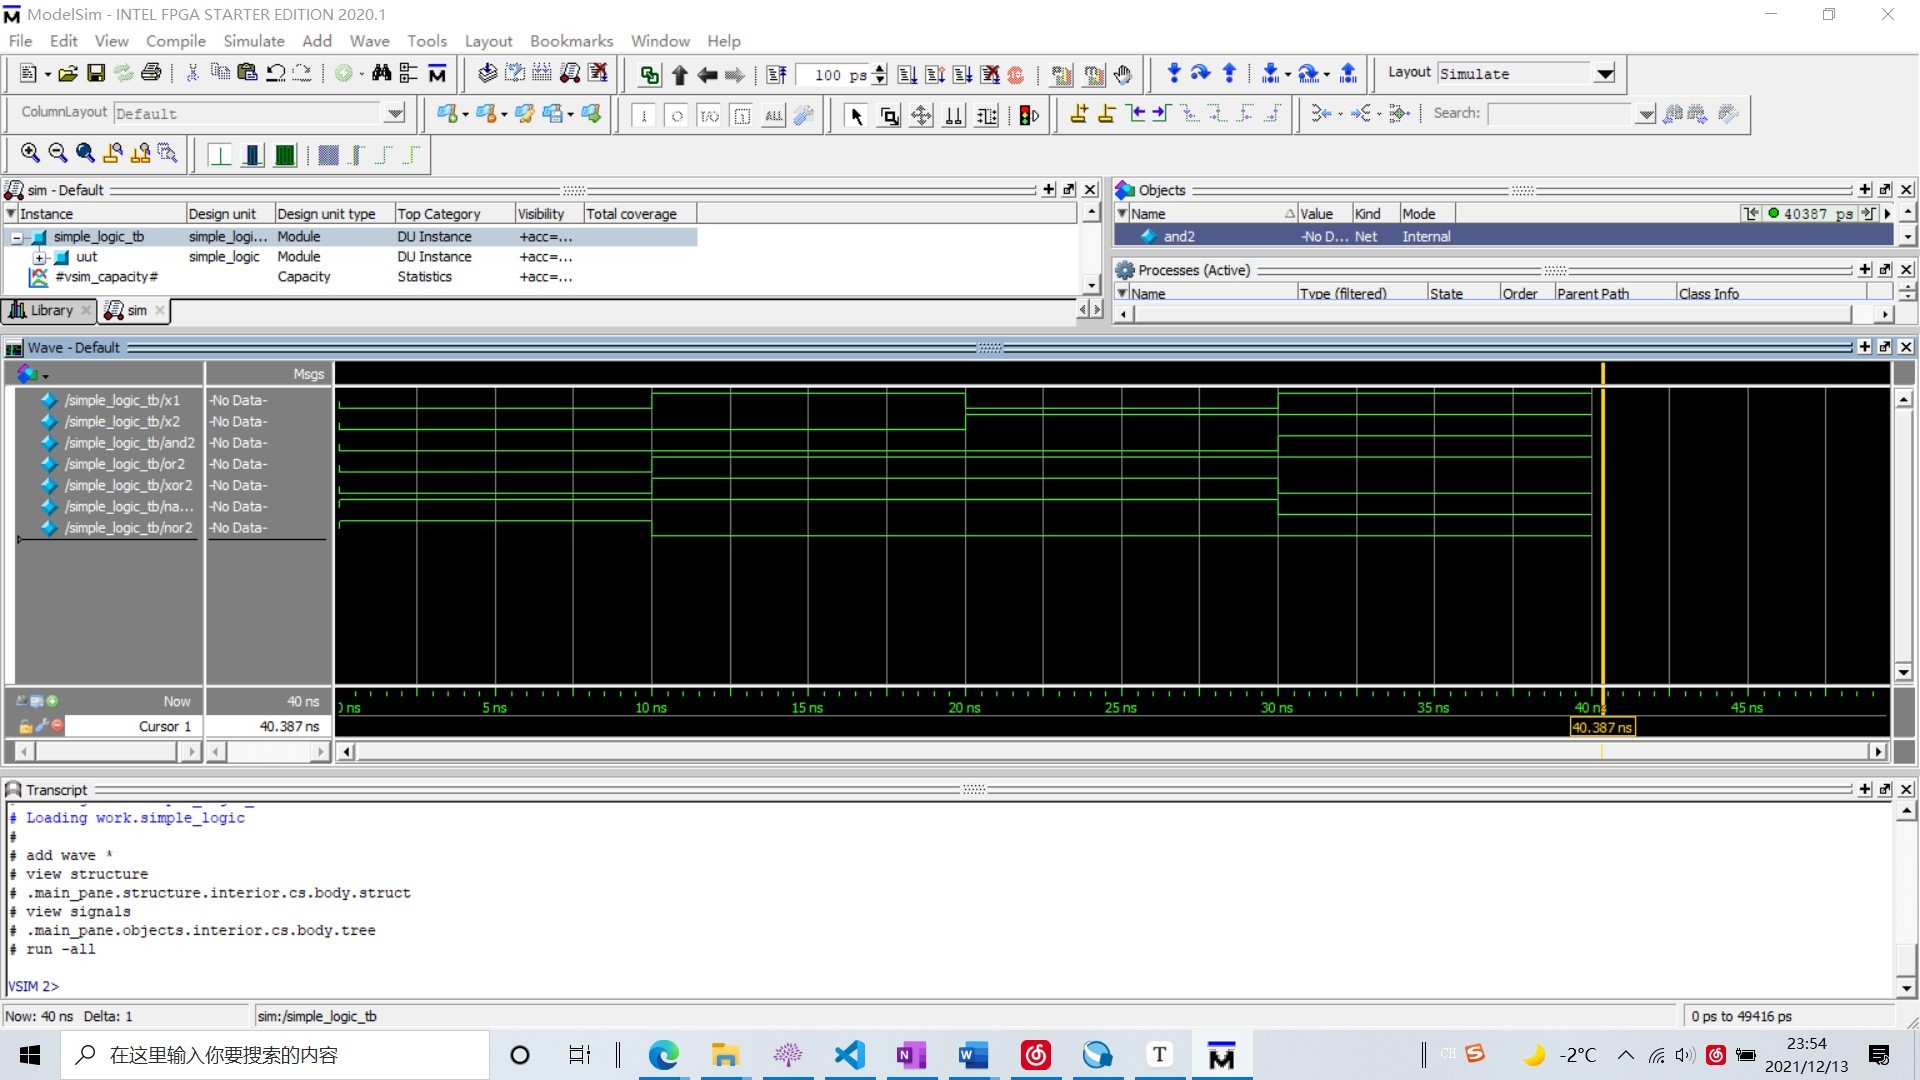 ModelSim - INTEL FPGA STARTER EDITION 2020.1
File Edit View Compile Simulate Add Wave Tools Layout Bookmarks Window Help
100 ps
Layout Simulate
ColumnLayout Default
Search:
sim - Default
Instance Design unit Design unit type Top Category Visibility Total coverage
simple_logic_tb simple_logi... Module DU Instance +acc=...
uut simple_logic Module DU Instance +acc=...
#vsim_capacity# Capacity Statistics +acc=...
Library sim
Objects
Name Value Kind Mode 40387 ps
and2 -No D... Net Internal
Processes (Active)
Name Type (filtered) State Order Parent Path Class Info
Wave - Default
Msgs
/simple_logic_tb/x1 -No Data-
/simple_logic_tb/x2 -No Data-
/simple_logic_tb/and2 -No Data-
/simple_logic_tb/or2 -No Data-
/simple_logic_tb/xor2 -No Data-
/simple_logic_tb/na... -No Data-
/simple_logic_tb/nor2 -No Data-
Now 40 ns
ns 5 ns 10 ns 15 ns 20 ns 25 ns 30 ns 35 ns 40 ns 45 ns
Cursor 1 40.387 ns 40.387 ns
Transcript
# Loading work.simple_logic
#
# add wave *
# view structure
# .main_pane.structure.interior.cs.body.struct
# view signals
# .main_pane.objects.interior.cs.body.tree
# run -all
VSIM 2>
Now: 40 ns Delta: 1 sim:/simple_logic_tb 0 ps to 49416 ps
在这里输入你要搜索的内容
CH -2°C
23:54
2021/12/13